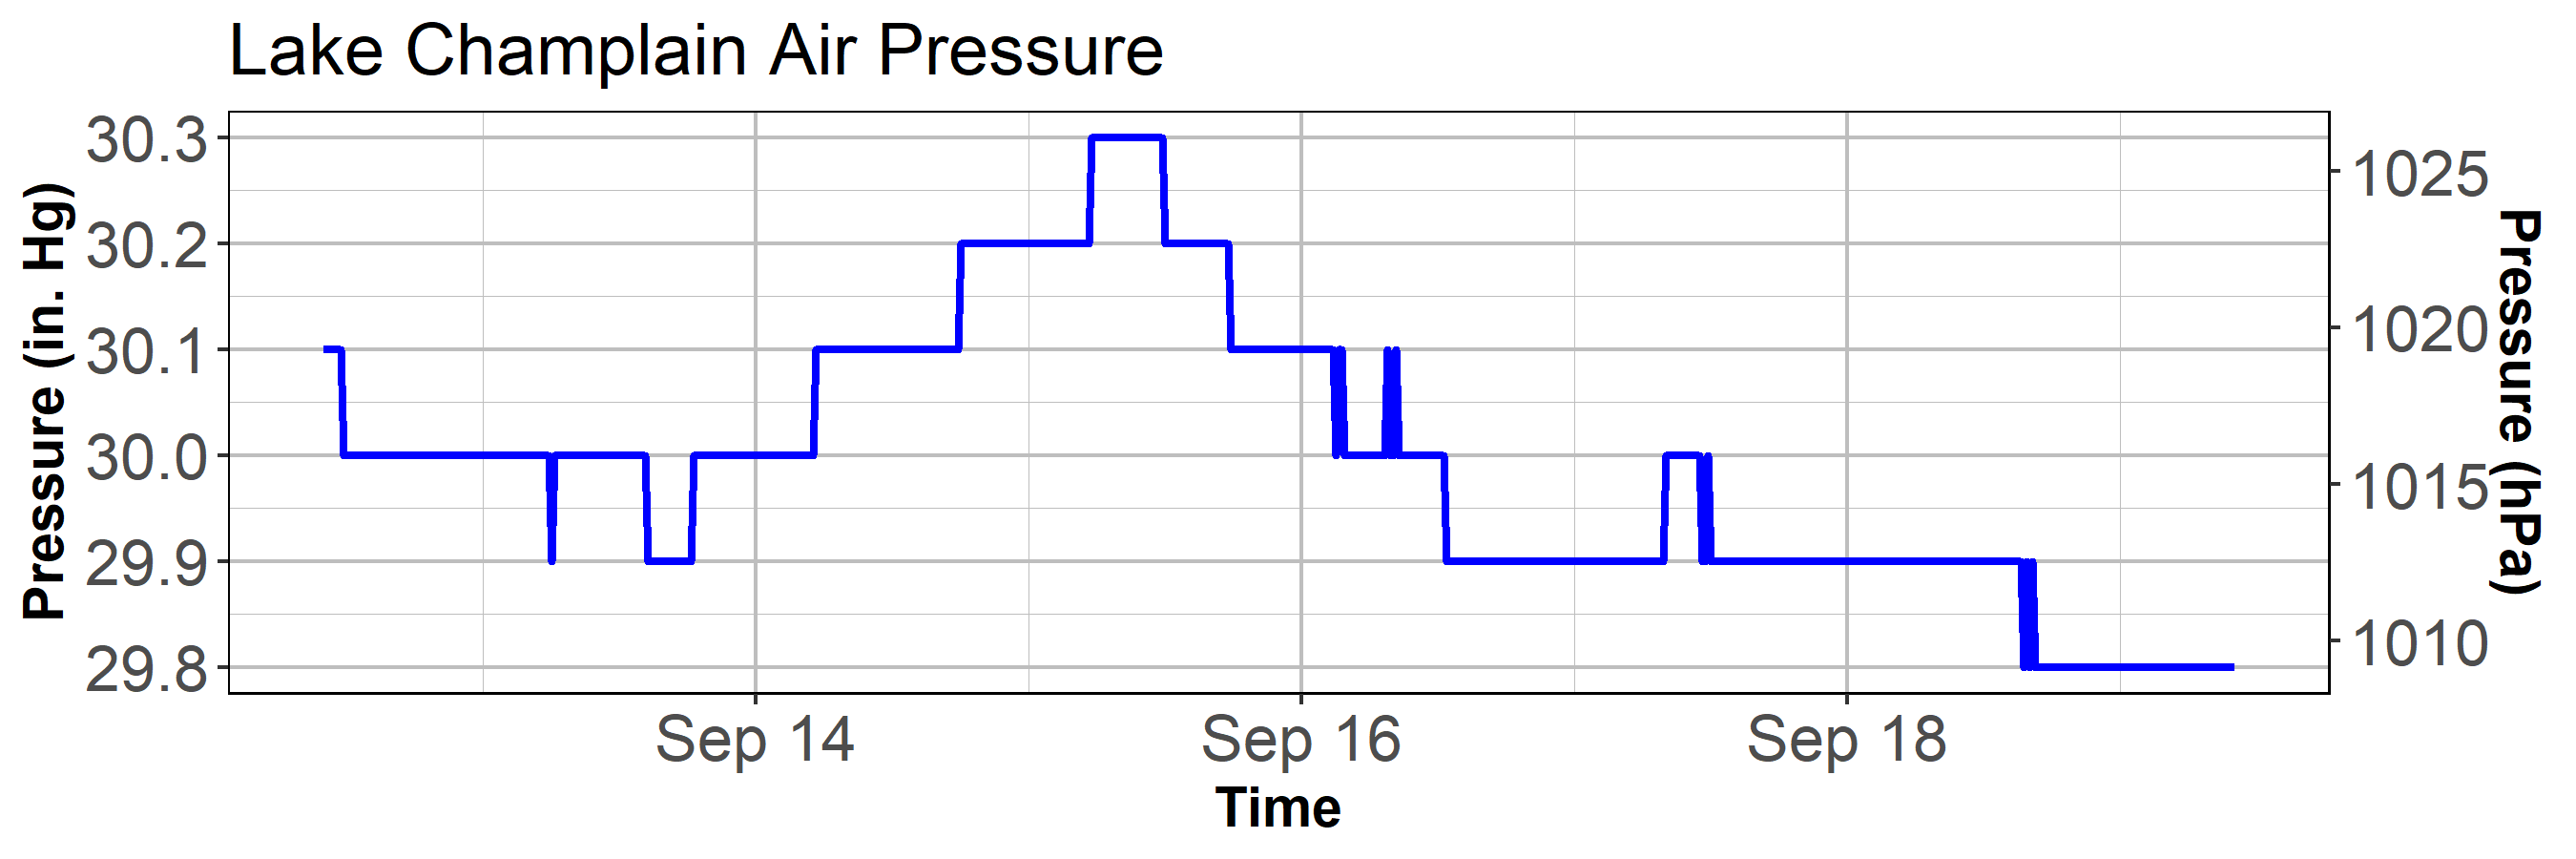 Lake Champlain Air Pressure
Pressure (in. Hg)
30.3
30.2
30.1
30.0
29.9
29.8
1025
1020
1015
1010
Pressure (hPa)
Sep 14 Sep 16 Sep 18
Time